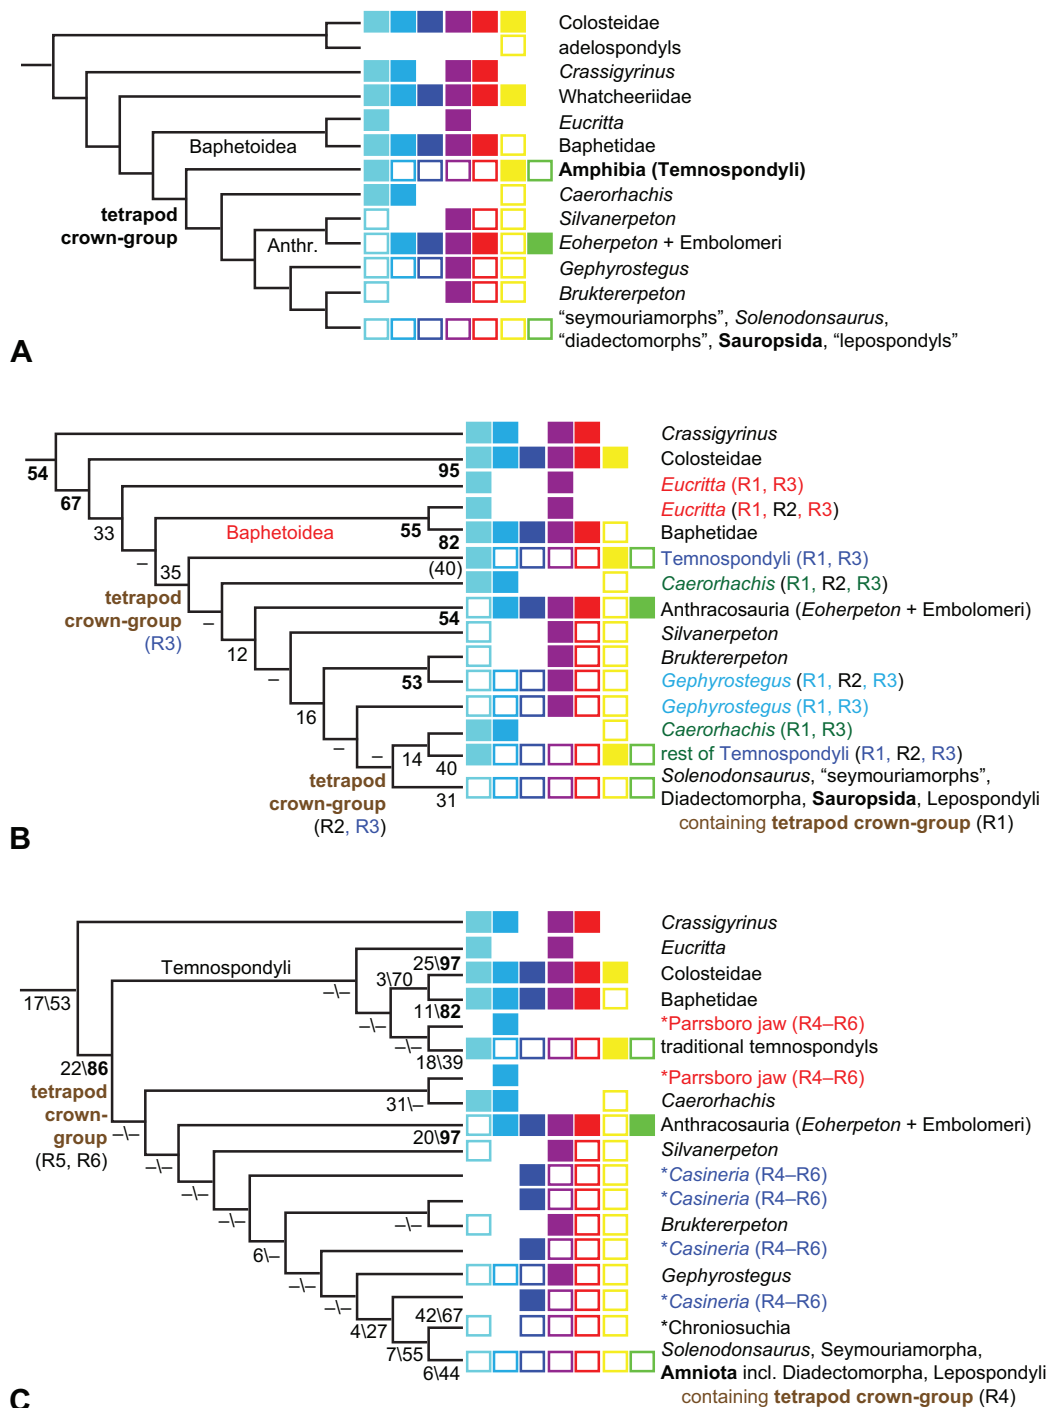 Colosteidae
adelospondyls
Crassigyrinus
Whatcheeriidae
Eucritta
Baphetoidea
Baphetidae
Amphibia (Temnospondyli)
Caerorhachis
tetrapod
crown-group
Silvanerpeton
Anthr.
Eoherpeton + Embolomeri
Gephyrostegus
Bruktererpeton
“seymouriamorphs”, Solenodonsaurus,
“diadectomorphs”, Sauropsida, “lepospondyls”
A
Crassigyrinus
54
95
Colosteidae
67
Eucritta (R1, R3)
33
Eucritta (R1, R2, R3)
Baphetoidea
55
Baphetidae
82
–
35
Temnospondyli (R1, R3)
(40)
tetrapod
crown-group
(R3)
Caerorhachis (R1, R2, R3)
–
54
Anthracosauria (Eoherpeton + Embolomeri)
12
Silvanerpeton
–
Bruktererpeton
53
Gephyrostegus (R1, R2, R3)
16
Gephyrostegus (R1, R3)
–
Caerorhachis (R1, R3)
–
14
40
rest of Temnospondyli (R1, R2, R3)
tetrapod
crown-group
(R2, R3)
31
Solenodonsaurus, “seymouriamorphs”,
Diadectomorpha, Sauropsida, Lepospondyli
containing tetrapod crown-group (R1)
B
Crassigyrinus
Eucritta
Temnospondyli
25\97
Colosteidae
3\70
–\–
17\53
Baphetidae
11\82
–\–
*Parrsboro jaw (R4–R6)
–\–
traditional temnospondyls
18\39
22\86
tetrapod
crown-
group
(R5, R6)
*Parrsboro jaw (R4–R6)
31\–
Caerorhachis
–\–
Anthracosauria (Eoherpeton + Embolomeri)
20\97
–\–
Silvanerpeton
–\–
*Casineria (R4–R6)
*Casineria (R4–R6)
–\–
–\–
Bruktererpeton
6\–
*Casineria (R4–R6)
–\–
Gephyrostegus
–\–
*Casineria (R4–R6)
42\67
4\27
*Chroniosuchia
7\55
6\44
Solenodonsaurus, Seymouriamorpha,
Amniota incl. Diadectomorpha, Lepospondyli
containing tetrapod crown-group (R4)
C